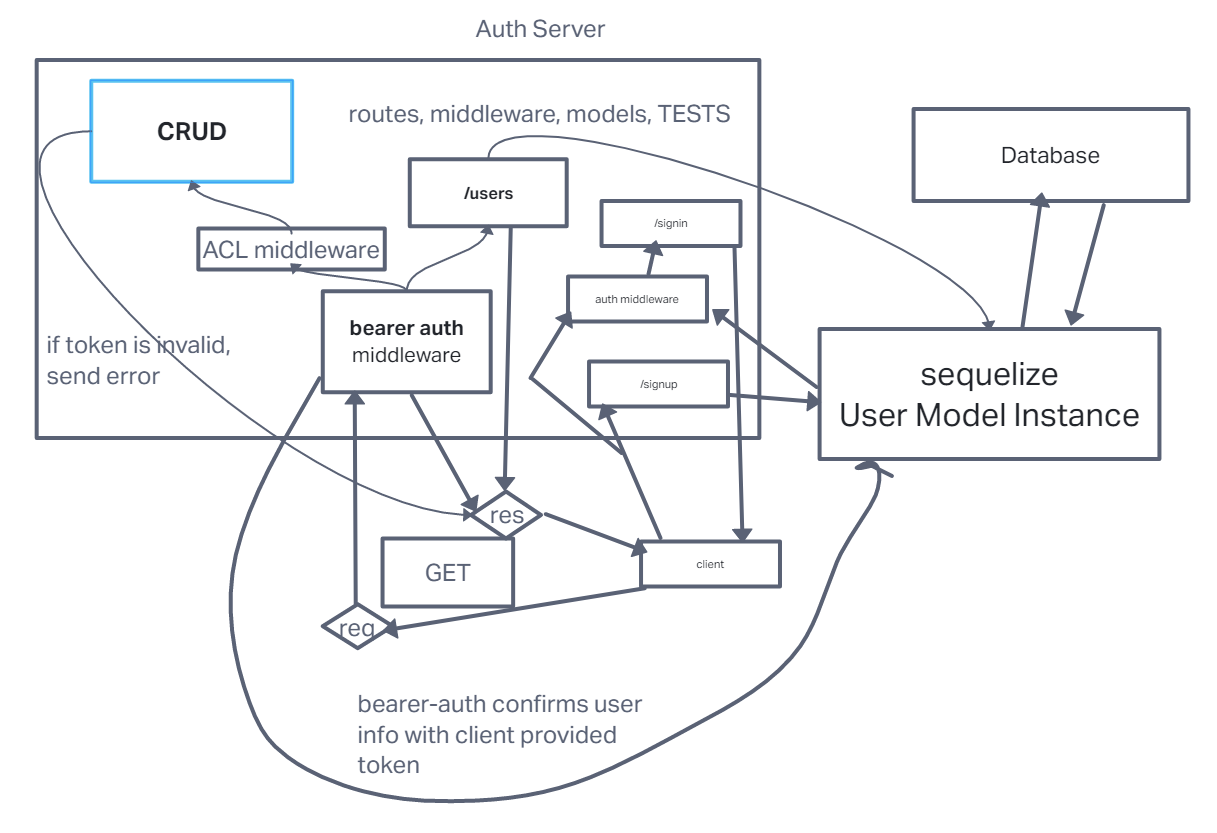 Auth Server
CRUD
routes, middleware, models, TESTS
Database
/users
/signin
ACL middleware
auth middleware
bearer auth
middleware
if token is invalid,
send error
/signup
sequelize
User Model Instance
res
GET
client
req
bearer-auth confirms user
info with client provided
token